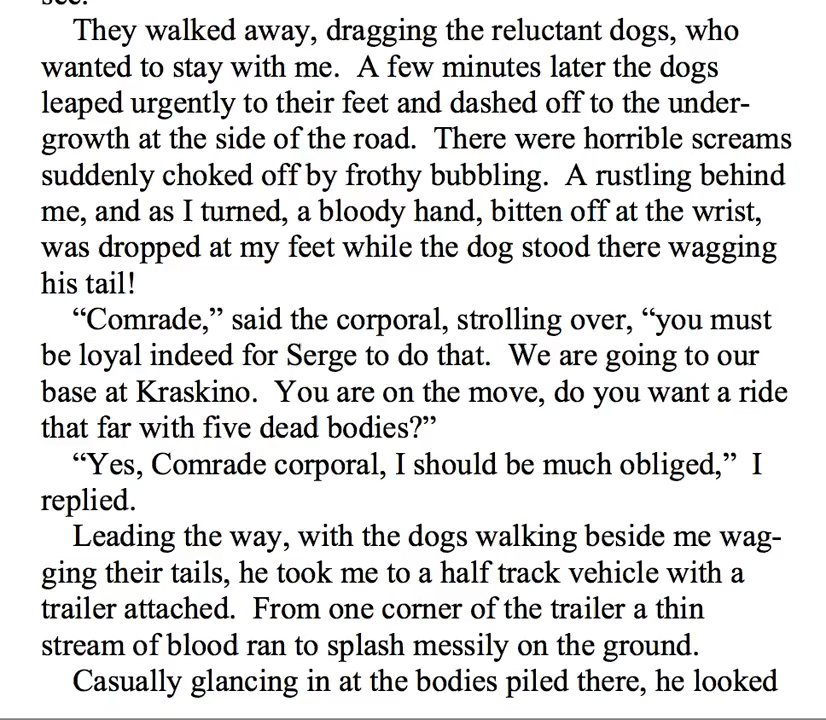 see.
They walked away, dragging the reluctant dogs, who
wanted to stay with me.  A few minutes later the dogs
leaped urgently to their feet and dashed off to the under-
growth at the side of the road.  There were horrible screams
suddenly choked off by frothy bubbling.  A rustling behind
me, and as I turned, a bloody hand, bitten off at the wrist,
was dropped at my feet while the dog stood there wagging
his tail!
“Comrade,” said the corporal, strolling over, “you must
be loyal indeed for Serge to do that.  We are going to our
base at Kraskino.  You are on the move, do you want a ride
that far with five dead bodies?”
“Yes, Comrade corporal, I should be much obliged,”  I
replied.
Leading the way, with the dogs walking beside me wag-
ging their tails, he took me to a half track vehicle with a
trailer attached.  From one corner of the trailer a thin
stream of blood ran to splash messily on the ground.
Casually glancing in at the bodies piled there, he looked